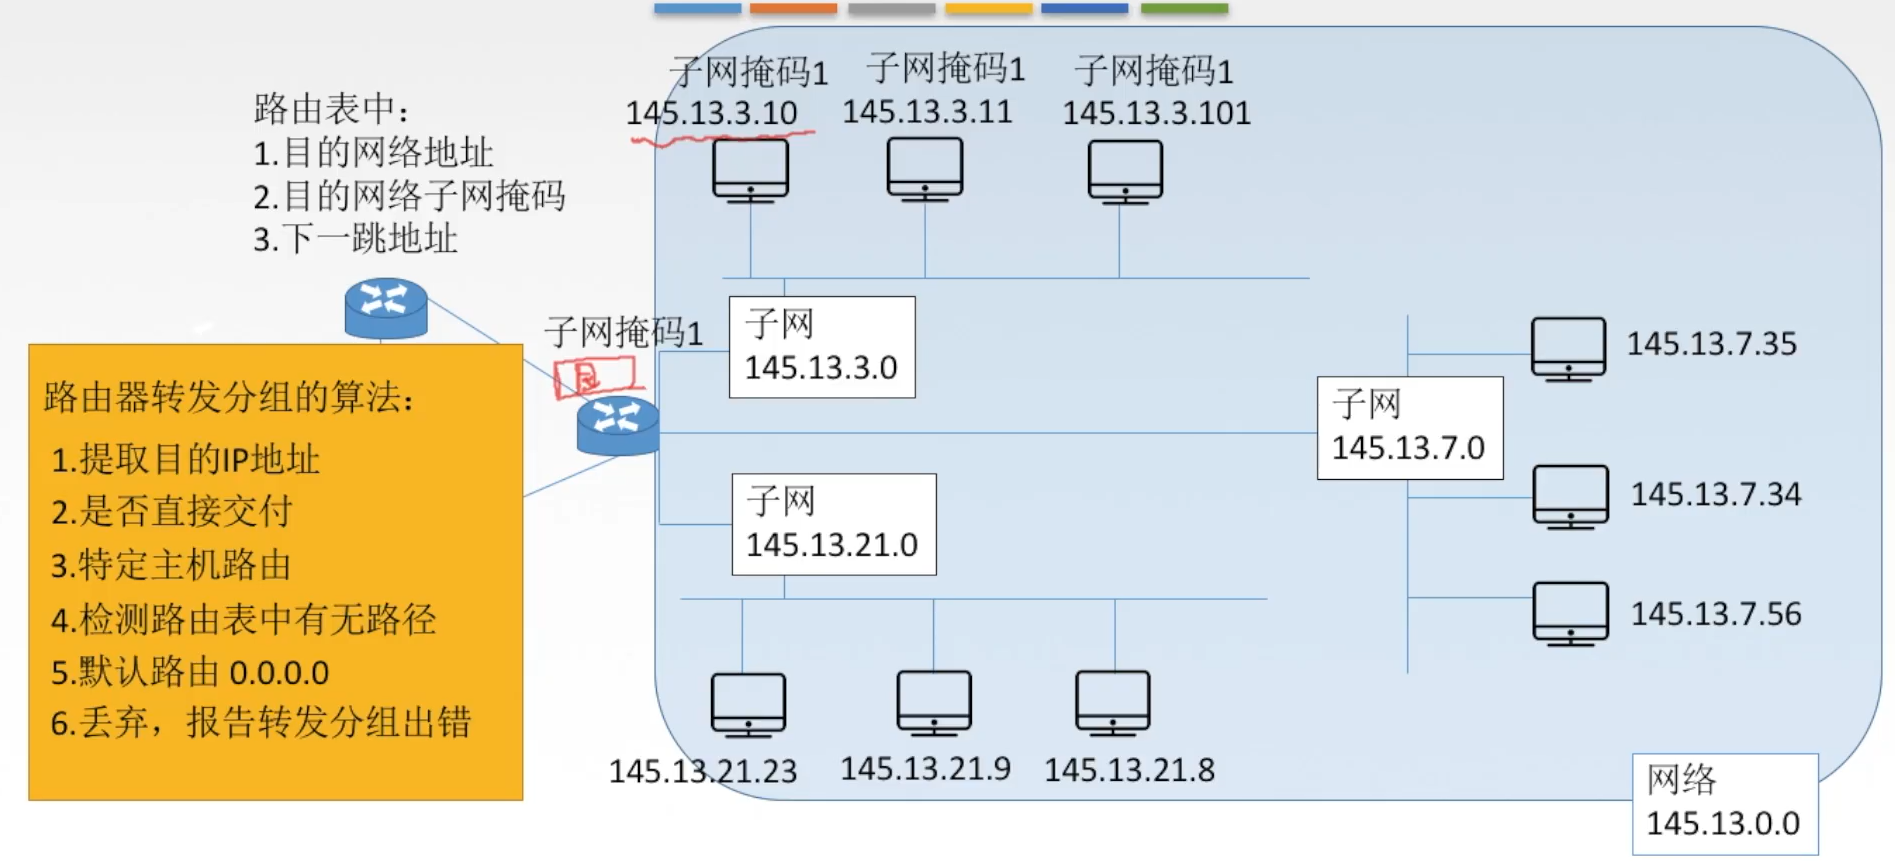 路由表中：
1.目的网络地址
2.目的网络子网掩码
3.下一跳地址
子网掩码1
145.13.3.10
子网掩码1
145.13.3.11
子网掩码1
145.13.3.101
子网掩码1
子网
145.13.3.0
子网
145.13.7.0
145.13.7.35
145.13.7.34
145.13.7.56
子网
145.13.21.0
145.13.21.23
145.13.21.9
145.13.21.8
路由器转发分组的算法：
1.提取目的IP地址
2.是否直接交付
3.特定主机路由
4.检测路由表中有无路径
5.默认路由 0.0.0.0
6.丢弃，报告转发分组出错
网络
145.13.0.0